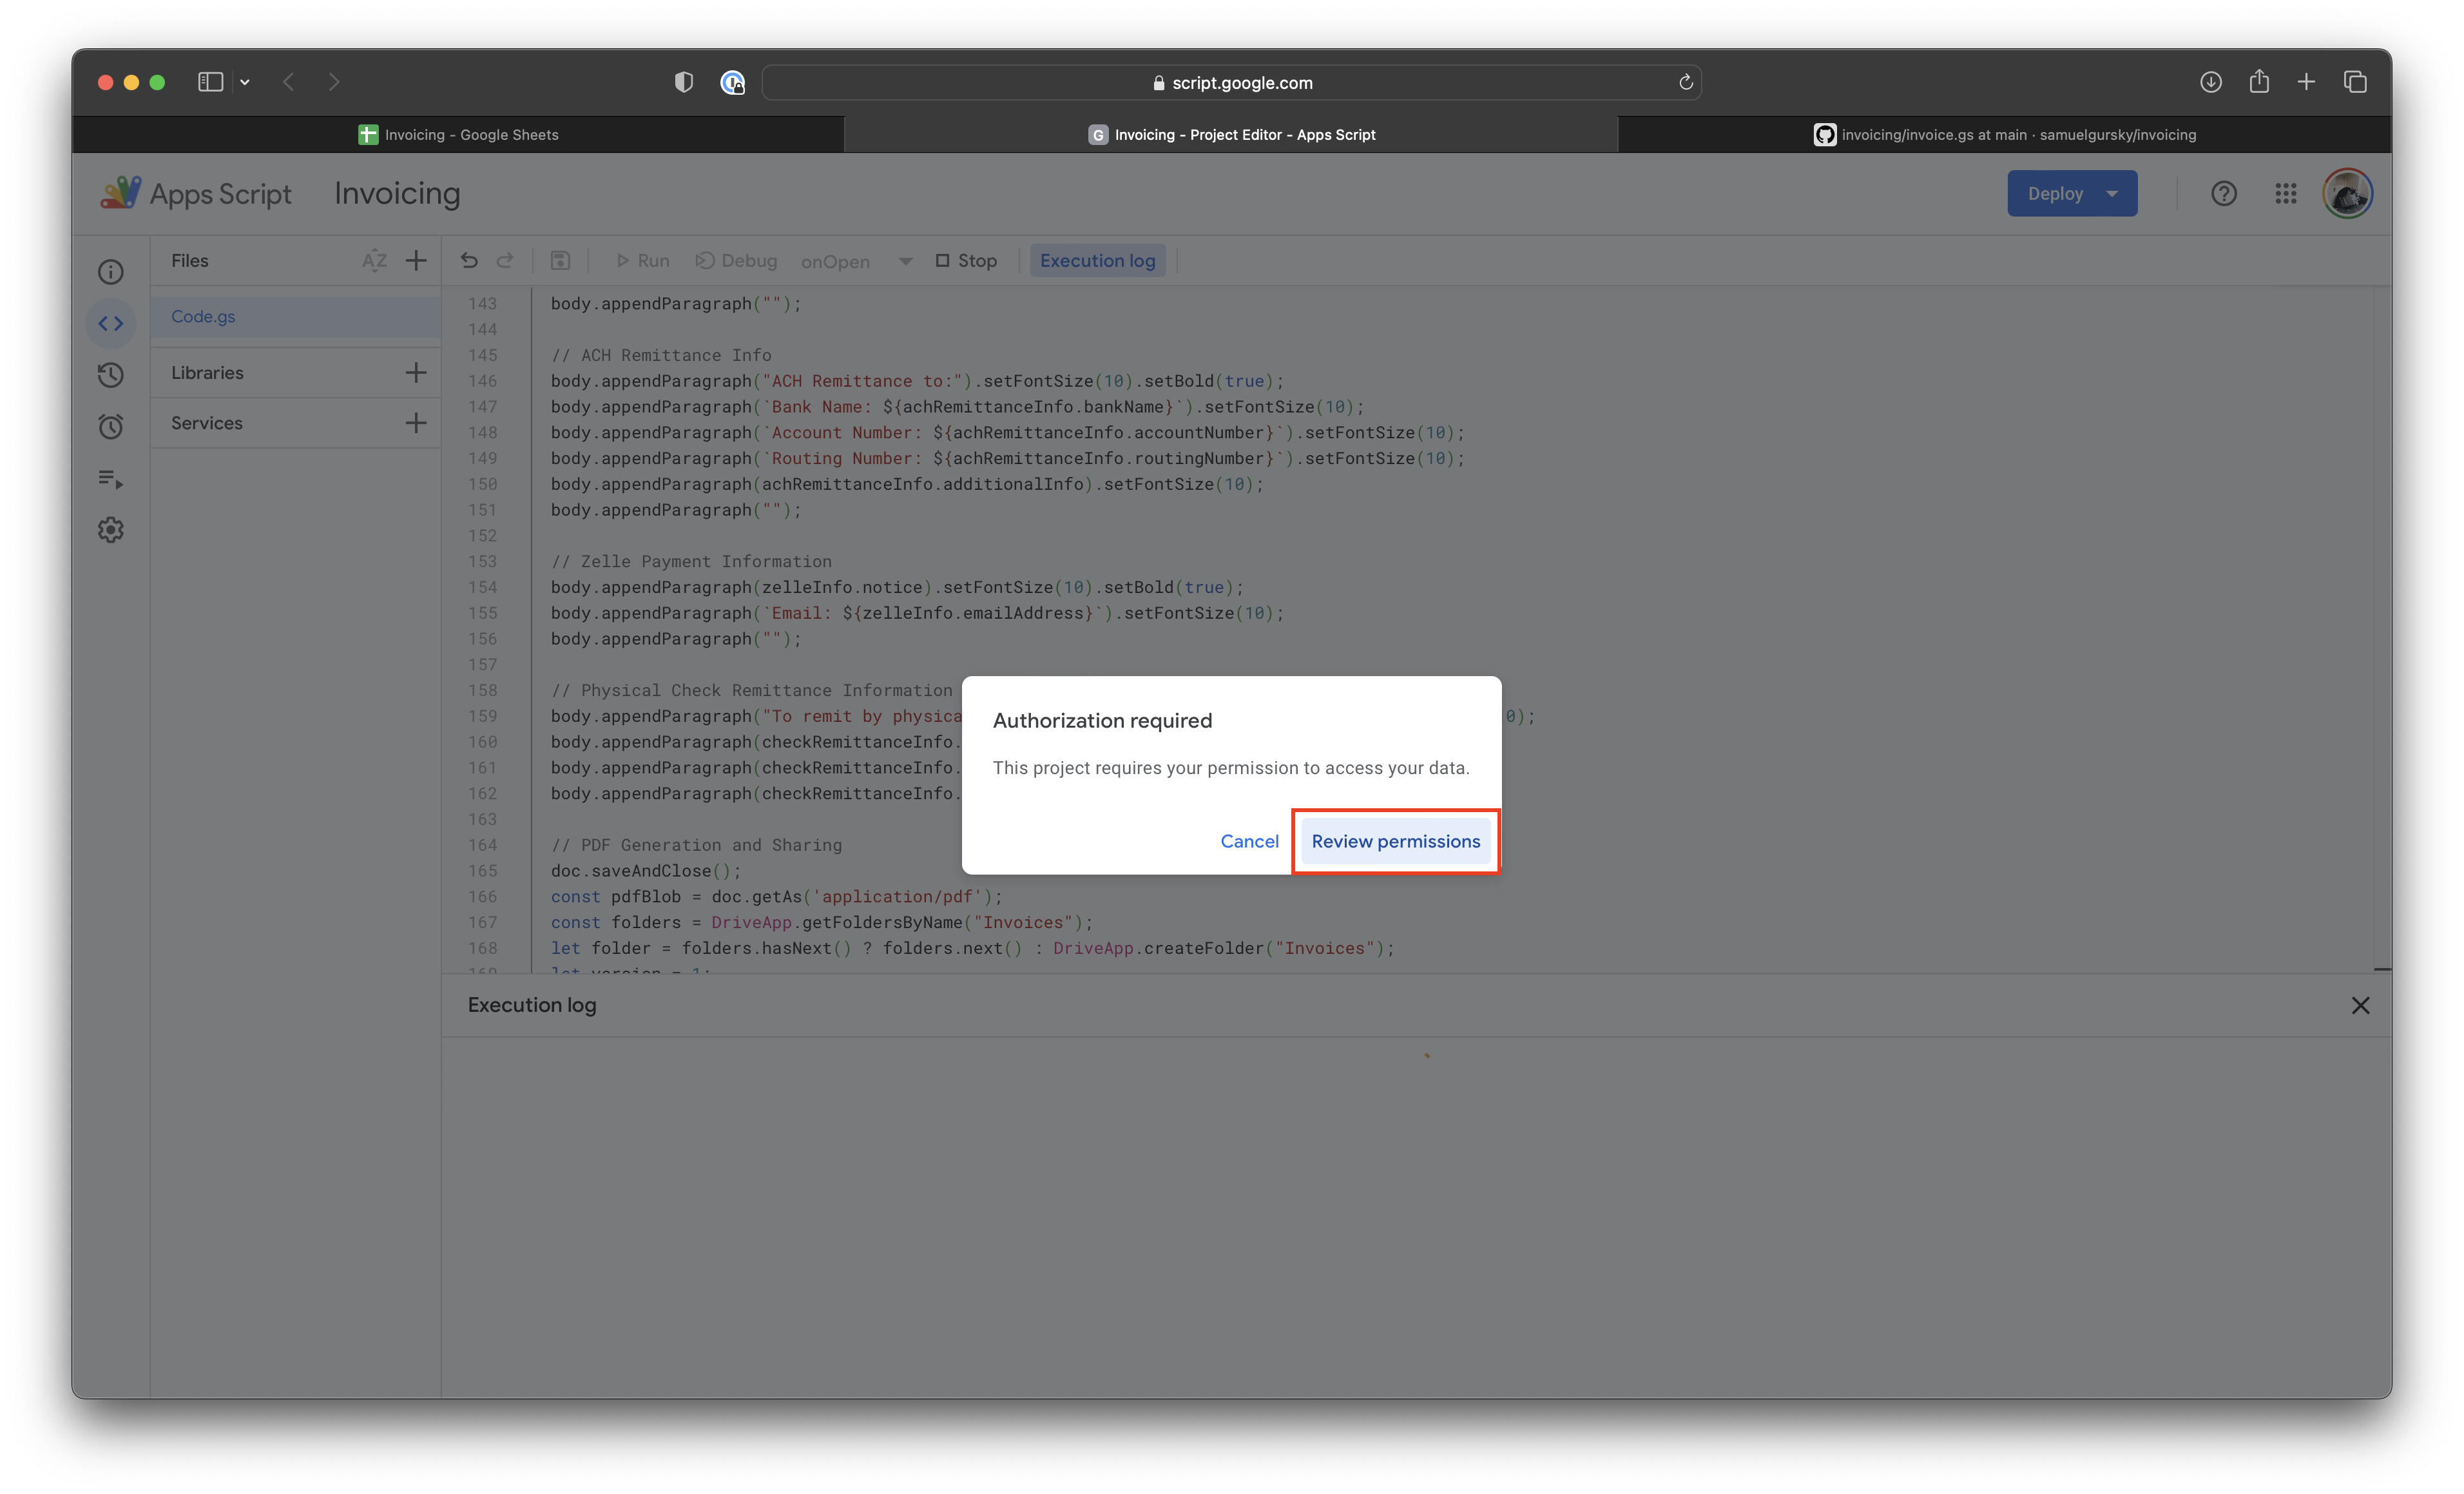 script.google.com
Invoicing - Google Sheets
G Invoicing - Project Editor - Apps Script
invoicing/invoice.gs at main · samuelgursky/invoicing
Apps Script
Invoicing
Deploy
Files
AZ
Run
Debug
onOpen
Stop
Execution log
Code.gs
Libraries
Services
143 body.appendParagraph("");
144
145 // ACH Remittance Info
146 body.appendParagraph("ACH Remittance to:").setFontSize(10).setBold(true);
147 body.appendParagraph(`Bank Name: ${achRemittanceInfo.bankName}`).setFontSize(10);
148 body.appendParagraph(`Account Number: ${achRemittanceInfo.accountNumber}`).setFontSize(10);
149 body.appendParagraph(`Routing Number: ${achRemittanceInfo.routingNumber}`).setFontSize(10);
150 body.appendParagraph(achRemittanceInfo.additionalInfo).setFontSize(10);
151 body.appendParagraph("");
152
153 // Zelle Payment Information
154 body.appendParagraph(zelleInfo.notice).setFontSize(10).setBold(true);
155 body.appendParagraph(`Email: ${zelleInfo.emailAddress}`).setFontSize(10);
156 body.appendParagraph("");
157
158 // Physical Check Remittance Information
159 body.appendParagraph("To remit by physica 0);
160 body.appendParagraph(checkRemittanceInfo.
161 body.appendParagraph(checkRemittanceInfo.
162 body.appendParagraph(checkRemittanceInfo.
163
164 // PDF Generation and Sharing
165 doc.saveAndClose();
166 const pdfBlob = doc.getAs('application/pdf');
167 const folders = DriveApp.getFoldersByName("Invoices");
168 let folder = folders.hasNext() ? folders.next() : DriveApp.createFolder("Invoices");
169 let version = 1;
Authorization required
This project requires your permission to access your data.
Cancel
Review permissions
Execution log